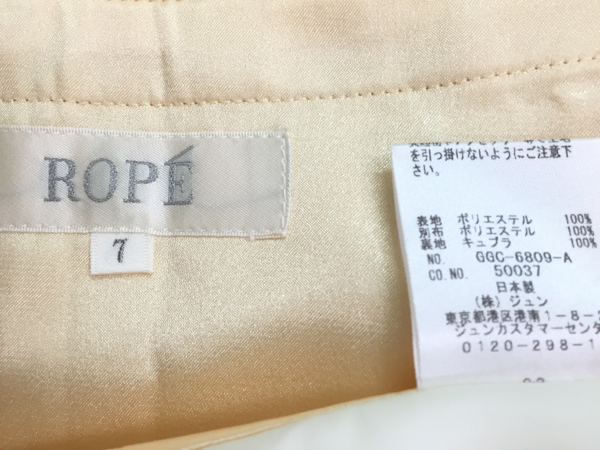 ROPÉ
7
を引っ掛けないようにご注意下
さい。
表地 ポリエステル 100%
別布 ポリエステル 100%
裏地 キュプラ 100%
NO. GGC-6809-A
CO.NO. 50037
日本製
(株) ジュン
東京都港区港南1-8-
ジュンカスタマーセンタ
0120-298-1